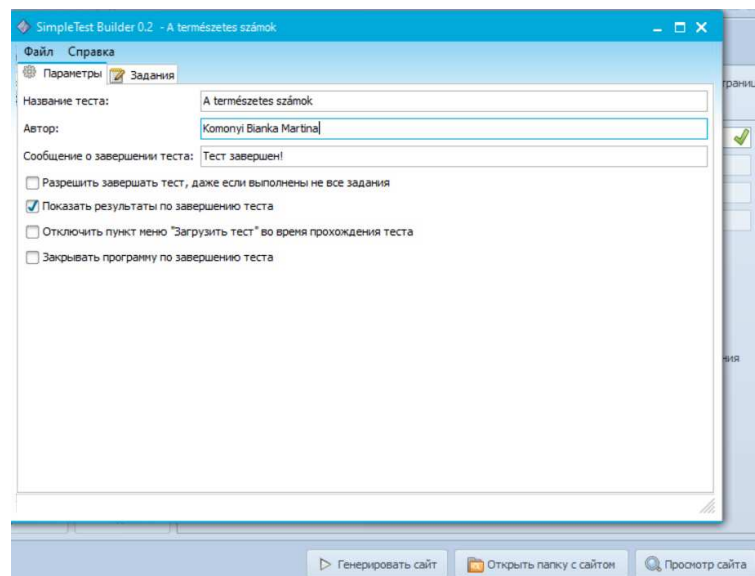 SimpleTest Builder 0.2 - A természetes számok
Файл Справка
Параметры Задания
Название теста: A természetes számok
Автор: Komonyi Bianka Martina
Сообщение о завершении теста: Тест завершен!
Разрешить завершать тест, даже если выполнены не все задания
Показать результаты по завершению теста
Отключить пункт меню "Загрузить тест" во время прохождения теста
Закрывать программу по завершению теста
Генерировать сайт Открыть папку с сайтом Просмотр сайта